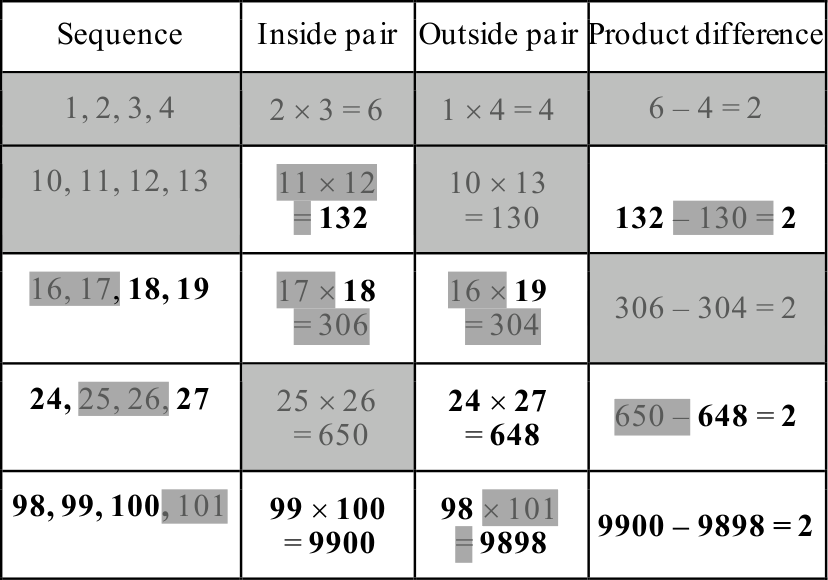 Sequence Inside pair Outside pair Product difference
1, 2, 3, 4 2 × 3 = 6 1 × 4 = 4 6 – 4 = 2
10, 11, 12, 13 11 × 12 10 × 13
= 132 = 130 132 – 130 = 2
16, 17, 18, 19 17 × 18 16 × 19 306 – 304 = 2
= 306 = 304
24, 25, 26, 27 25 × 26 24 × 27 650 – 648 = 2
= 650 = 648
98, 99, 100, 101 99 × 100 98 × 101 9900 – 9898 = 2
= 9900 = 9898